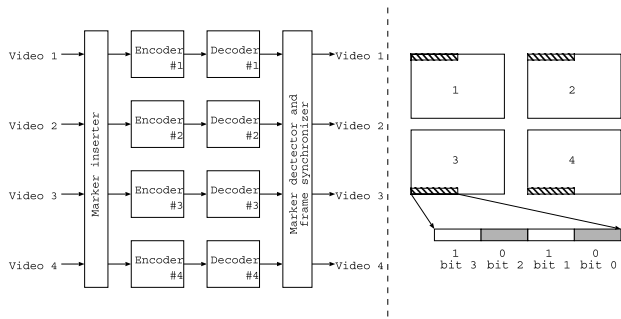 Video 1
Video 2
Video 3
Video 4
Marker inserter
Encoder
#1
Encoder
#2
Encoder
#3
Encoder
#4
Decoder
#1
Decoder
#2
Decoder
#3
Decoder
#4
Marker dectector and
frame synchronizer
Video 1
Video 2
Video 3
Video 4
1
2
3
4
1 0 1 0
bit 3 bit 2 bit 1 bit 0